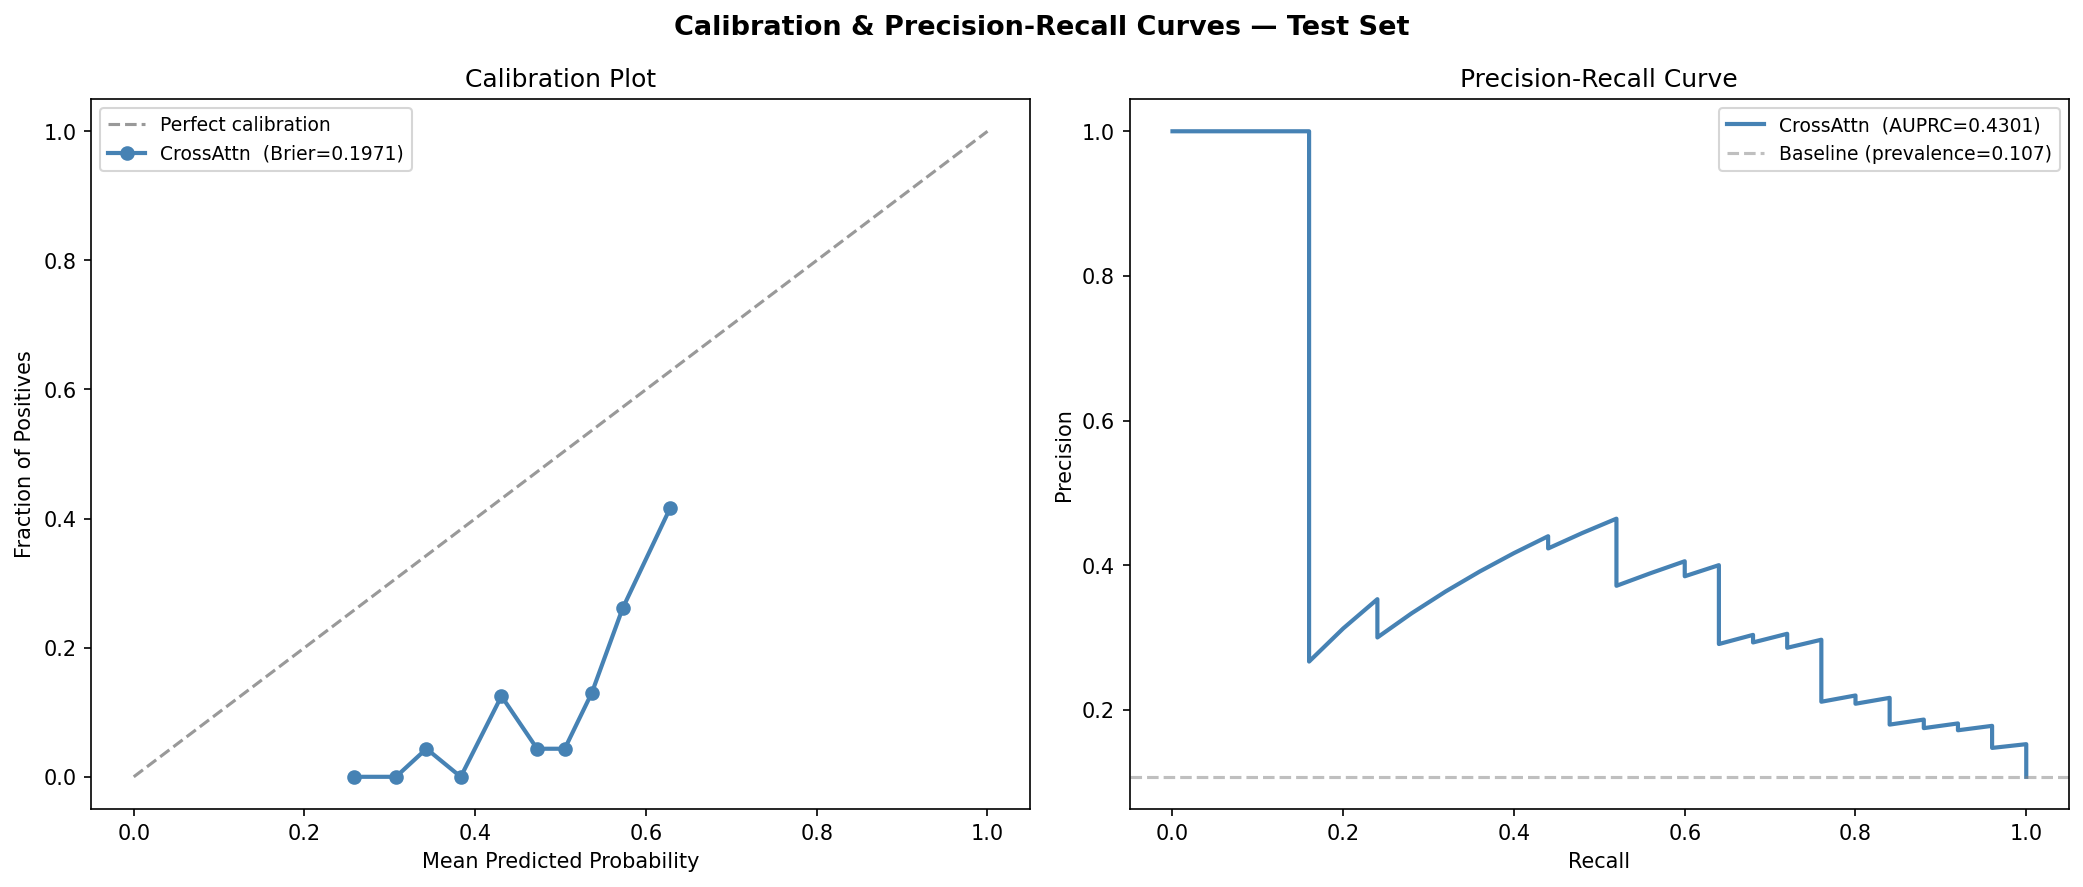 Calibration & Precision-Recall Curves — Test Set
Calibration Plot
Perfect calibration
CrossAttn (Brier=0.1971)
Fraction of Positives
1.0
0.8
0.6
0.4
0.2
0.0
0.0 0.2 0.4 0.6 0.8 1.0
Mean Predicted Probability
Precision-Recall Curve
CrossAttn (AUPRC=0.4301)
Baseline (prevalence=0.107)
Precision
1.0
0.8
0.6
0.4
0.2
0.0 0.2 0.4 0.6 0.8 1.0
Recall